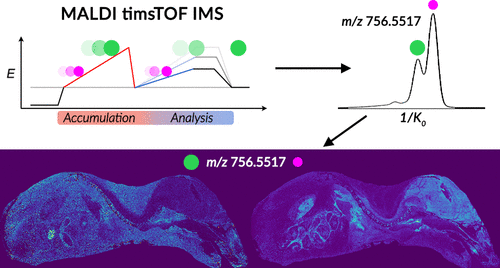 MALDI timsTOF IMS
m/z 756.5517
E
Accumulation Analysis
1/K0
m/z 756.5517